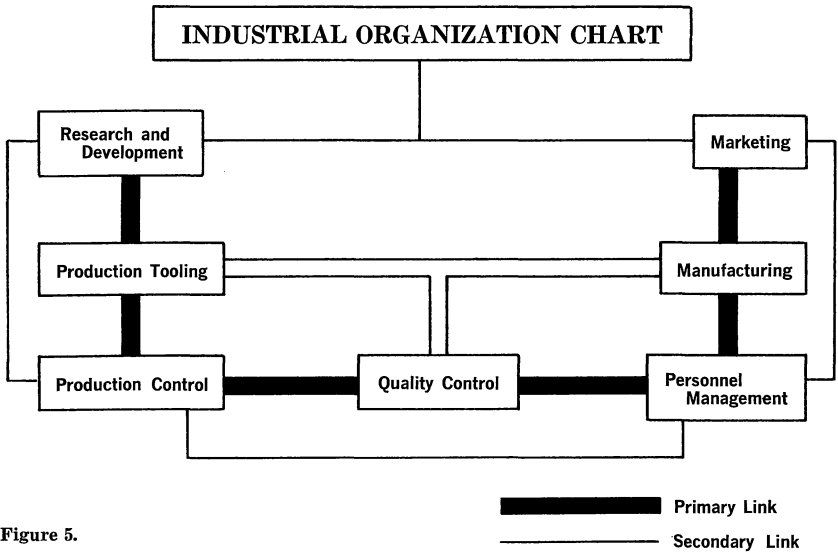 INDUSTRIAL ORGANIZATION CHART
Research and
Development
Marketing
Production Tooling
Manufacturing
Production Control
Quality Control
Personnel
Management
Primary Link
Figure 5.
Secondary Link